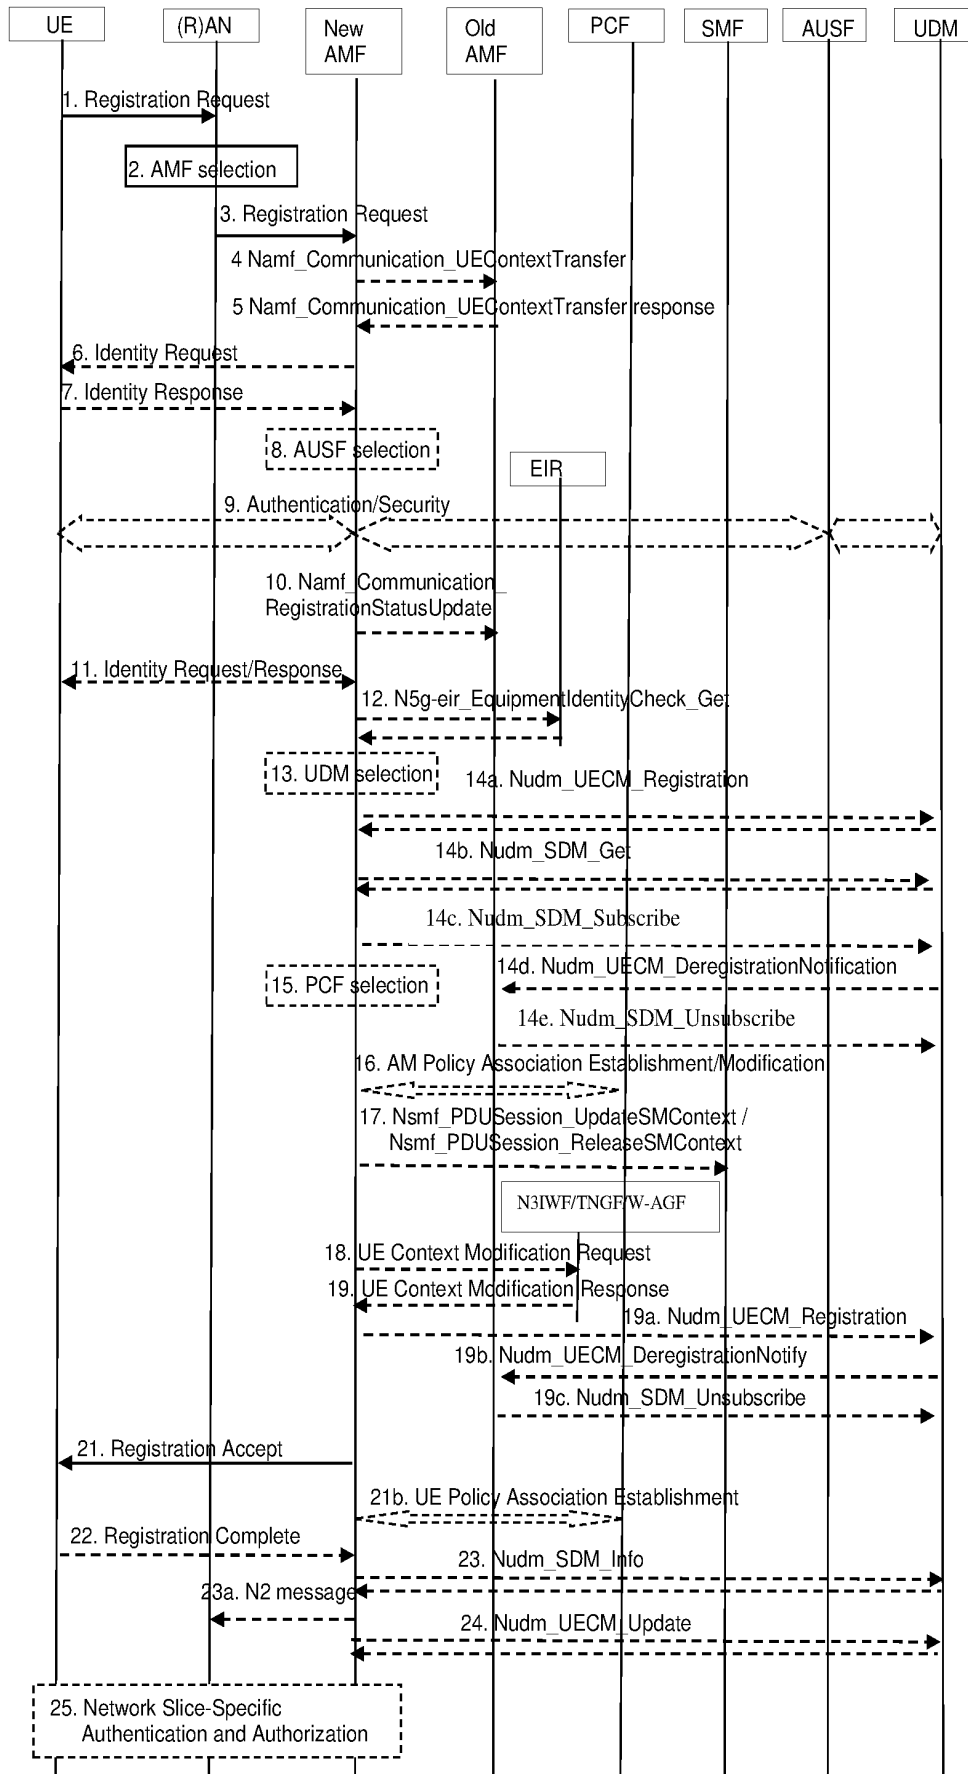 UE
(R)AN
New
AMF
Old
AMF
PCF
SMF
AUSF
UDM
1. Registration Request
2. AMF selection
3. Registration Request
4 Namf_Communication_UEContextTransfer
5 Namf_Communication_UEContextTransfer response
6. Identity Request
7. Identity Response
8. AUSF selection
EIR
9. Authentication/Security
10. Namf_Communication_
RegistrationStatusUpdate
11. Identity Request/Response
12. N5g-eir_EquipmentIdentityCheck_Get
13. UDM selection
14a. Nudm_UECM_Registration
14b. Nudm_SDM_Get
14c. Nudm_SDM_Subscribe
14d. Nudm_UECM_DeregistrationNotification
15. PCF selection
14e. Nudm_SDM_Unsubscribe
16. AM Policy Association Establishment/Modification
17. Nsmf_PDUSession_UpdateSMContext /
Nsmf_PDUSession_ReleaseSMContext
N3IWF/TNGF/W-AGF
18. UE Context Modification Request
19. UE Context Modification Response
19a. Nudm_UECM_Registration
19b. Nudm_UECM_DeregistrationNotify
19c. Nudm_SDM_Unsubscribe
21. Registration Accept
21b. UE Policy Association Establishment
22. Registration Complete
23. Nudm_SDM_Info
23a. N2 message
24. Nudm_UECM_Update
25. Network Slice-Specific
Authentication and Authorization